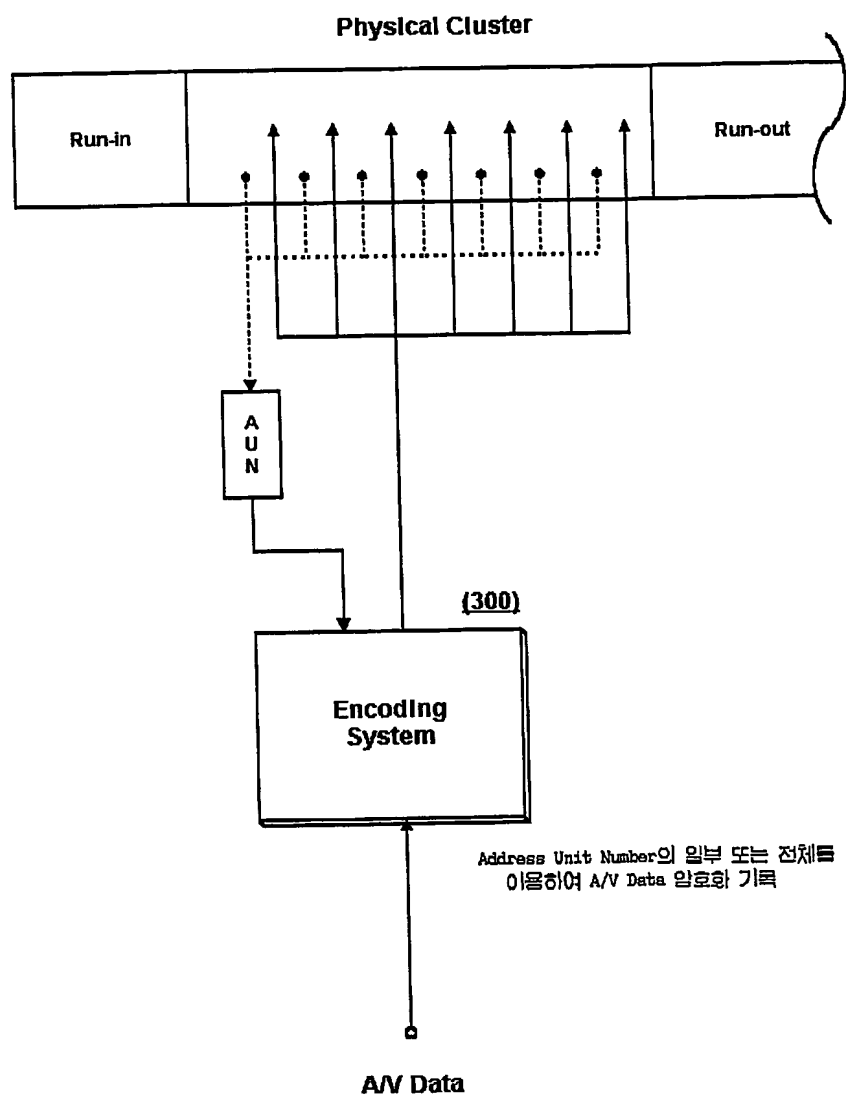 Physical Cluster
Run-in
Run-out
A
U
N
(300)
Encoding
System
Address Unit Number의 일부 또는 전체를
이용하여 A/V Data 암호화 기록
A/V Data